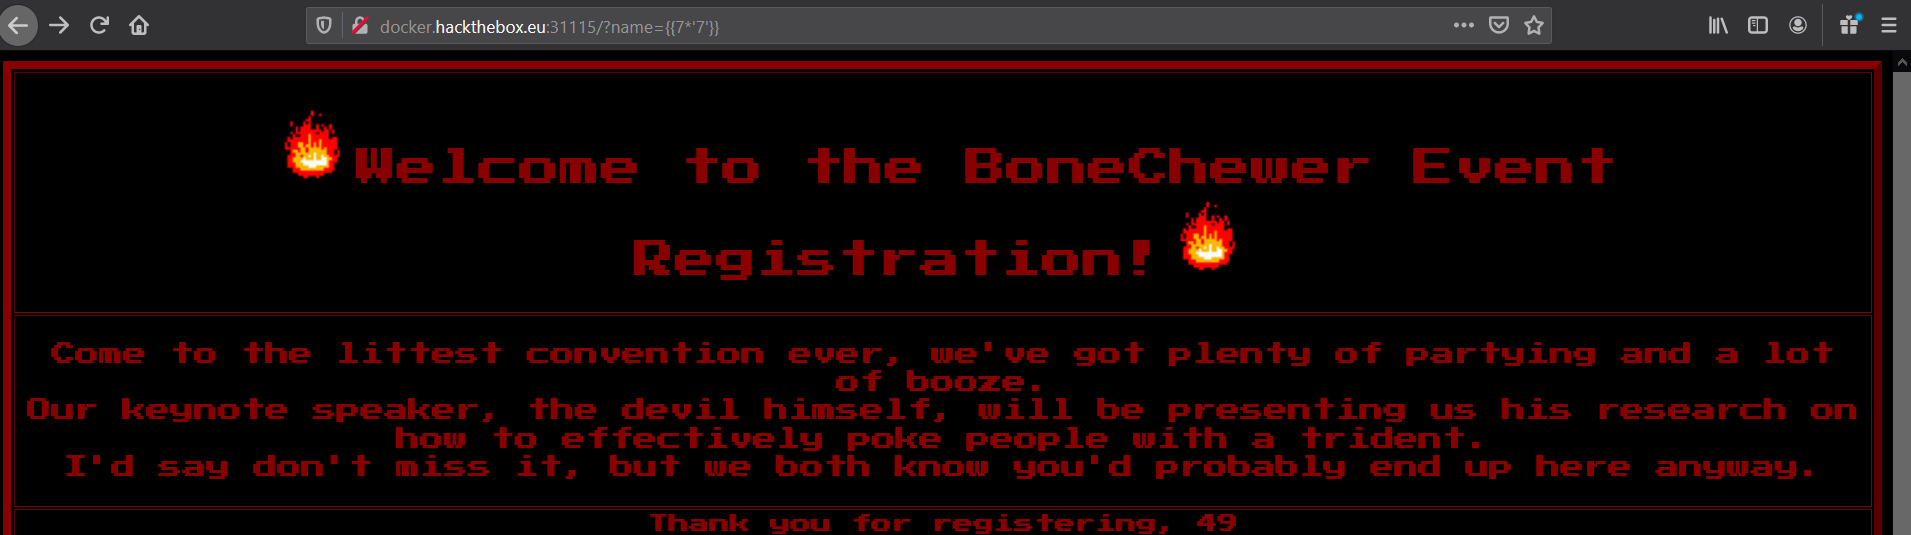 docker.hackthebox.eu:31115/?name={{7*'7'}}
Welcome to the BoneChewer Event
Registration!
Come to the littest convention ever, we've got plenty of partying and a lot
of booze.
Our keynote speaker, the devil himself, will be presenting us his research on
how to effectively poke people with a trident.
I'd say don't miss it, but we both know you'd probably end up here anyway.
Thank you for registering, 49